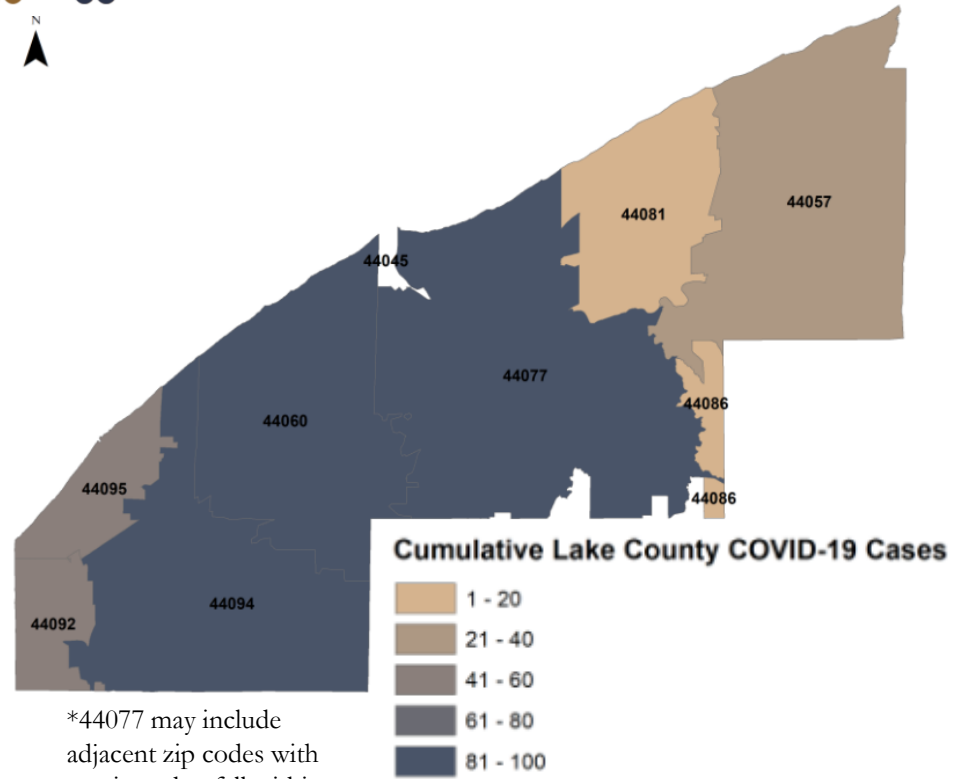 N
44057
44081
44045
44077
44086
44060
44095
44086
44094
44092
Cumulative Lake County COVID-19 Cases
1 - 20
21 - 40
41 - 60
61 - 80
81 - 100
*44077 may include
adjacent zip codes with